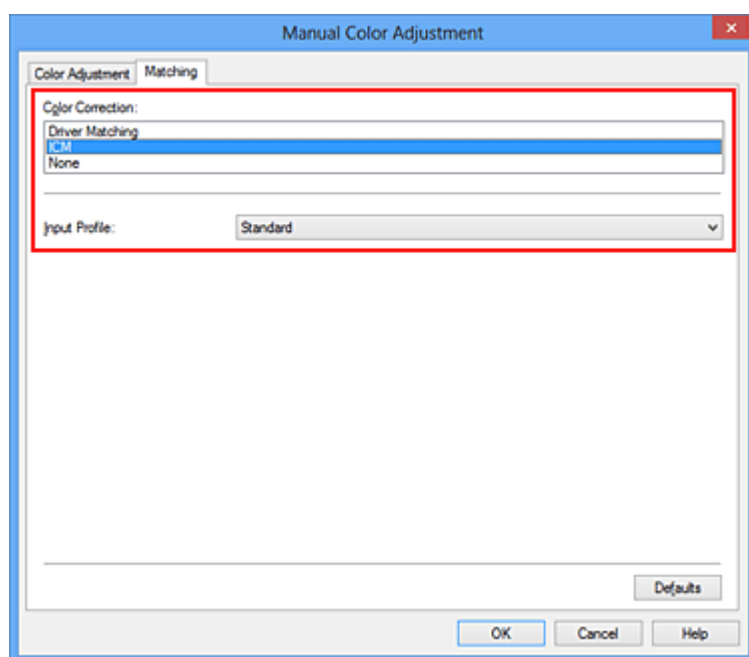 Manual Color Adjustment
Color Adjustment Matching
Color Correction:
Driver Matching
ICM
None
Input Profile: Standard
Defaults
OK Cancel Help